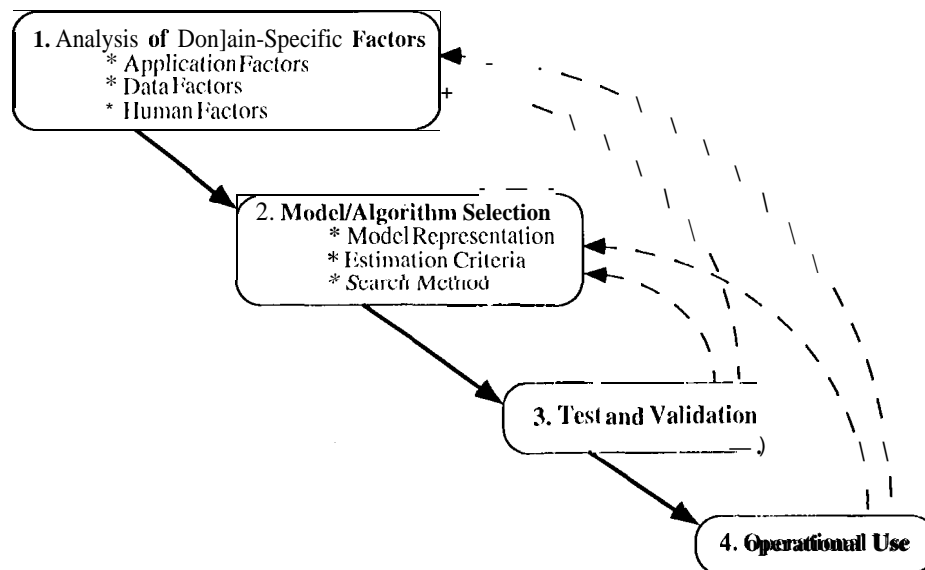 1. Analysis of Don]ain-Specific Factors
* Application Factors
* Data Factors
* Human Factors
2. Model/Algorithm Selection
* Model Representation
* Estimation Criteria
* Search Method
3. Test and Validation
4. Operational Use